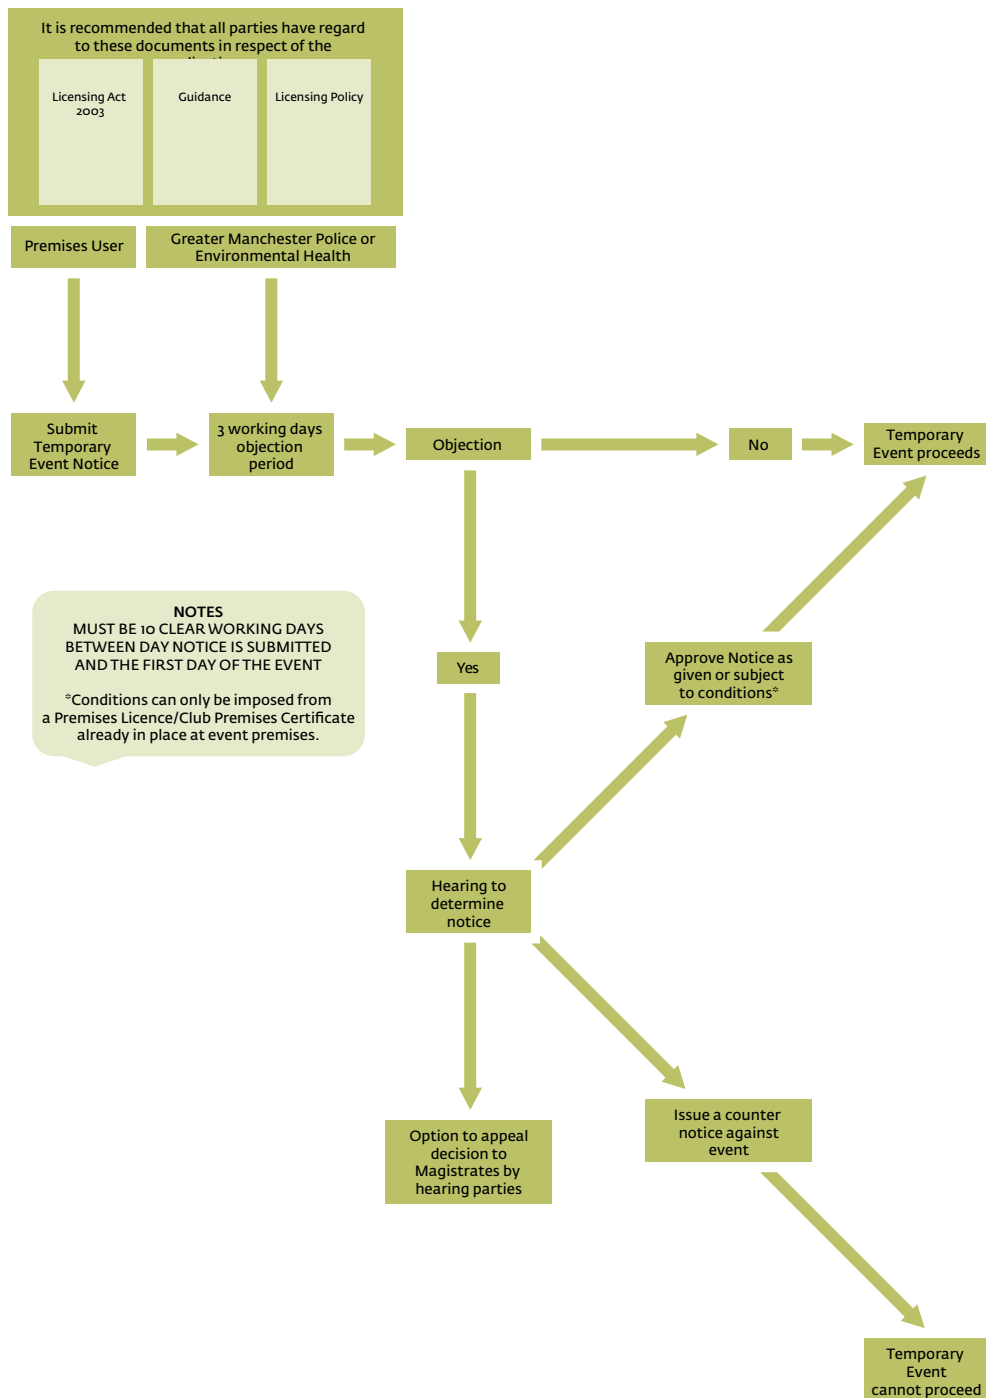 It is recommended that all parties have regard
to these documents in respect of the
Licensing Act
2003
Guidance
Licensing Policy
Premises User
Greater Manchester Police or
Environmental Health
Submit
Temporary
Event Notice
3 working days
objection
period
Objection
No
Temporary
Event proceeds
NOTES
MUST BE 10 CLEAR WORKING DAYS
BETWEEN DAY NOTICE IS SUBMITTED
AND THE FIRST DAY OF THE EVENT
*Conditions can only be imposed from
a Premises Licence/Club Premises Certificate
already in place at event premises.
Yes
Approve Notice as
given or subject
to conditions*
Hearing to
determine
notice
Option to appeal
decision to
Magistrates by
hearing parties
Issue a counter
notice against
event
Temporary
Event
cannot proceed